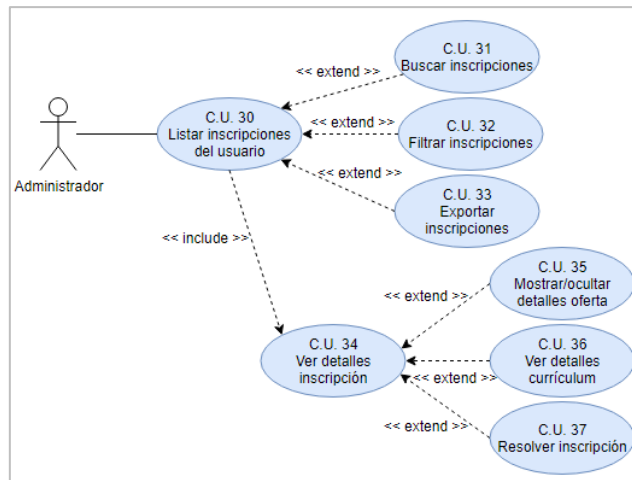 C.U. 31
Buscar inscripciones
<< extend >>
C.U. 30
Listar inscripciones
del usuario
<< extend >>
C.U. 32
Filtrar inscripciones
Administrador
<< extend >>
C.U. 33
Exportar
inscripciones
<< include >>
C.U. 35
Mostrar/ocultar
detalles oferta
<< extend >>
C.U. 34
Ver detalles
inscripción
C.U. 36
Ver detalles
currículum
<< extend >>
C.U. 37
Resolver inscripción
<< extend >>